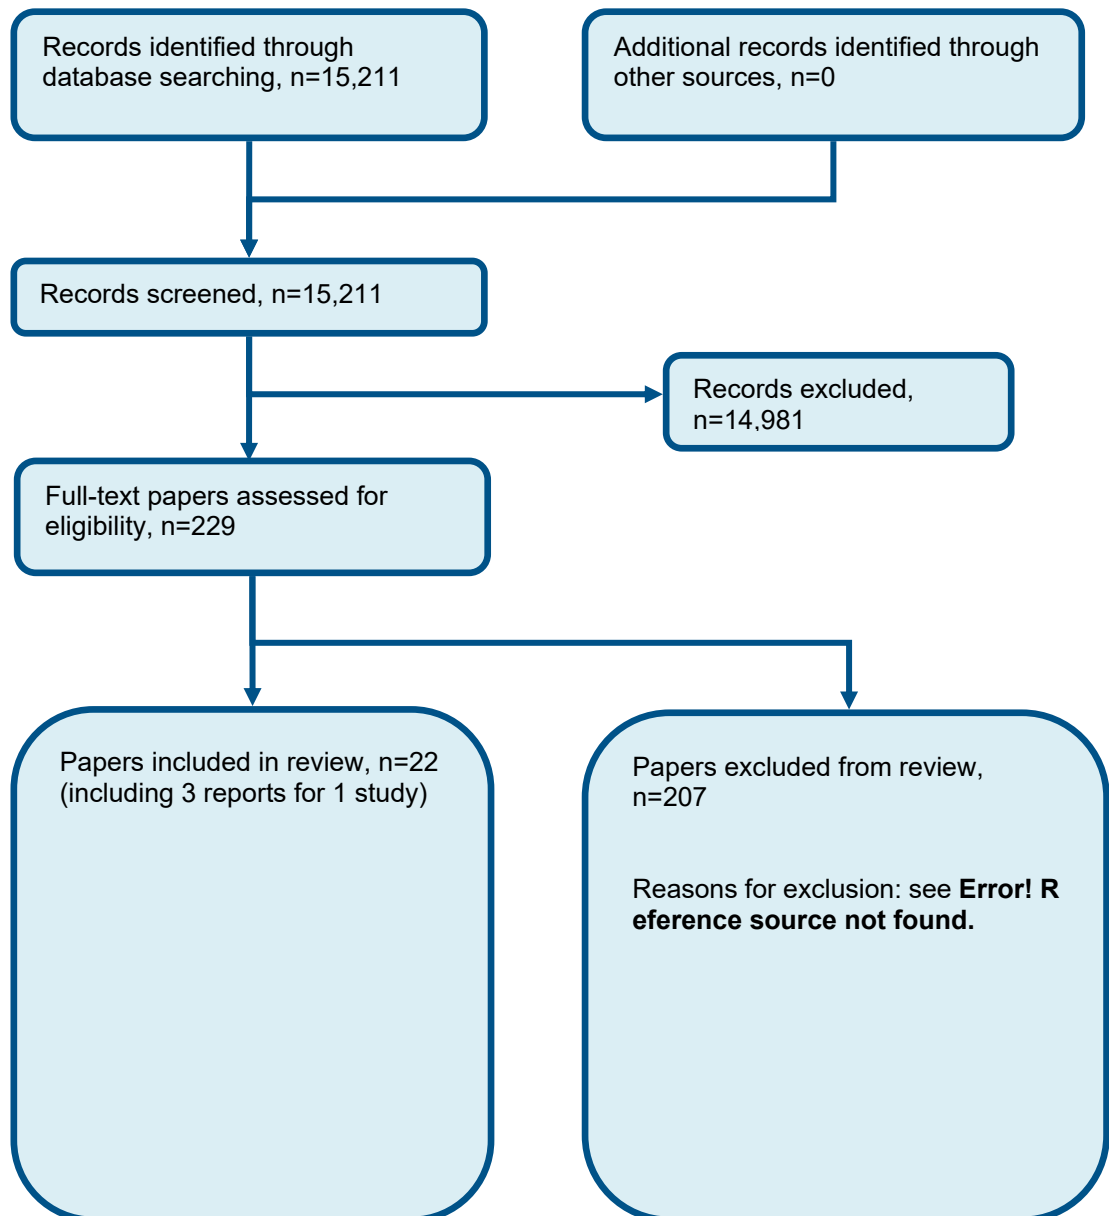 Records identified through
database searching, n=15,211
Additional records identified through
other sources, n=0
Records screened, n=15,211
Records excluded,
n=14,981
Full-text papers assessed for
eligibility, n=229
Papers included in review, n=22
(including 3 reports for 1 study)
Papers excluded from review,
n=207
Reasons for exclusion: see Error! R
eference source not found.